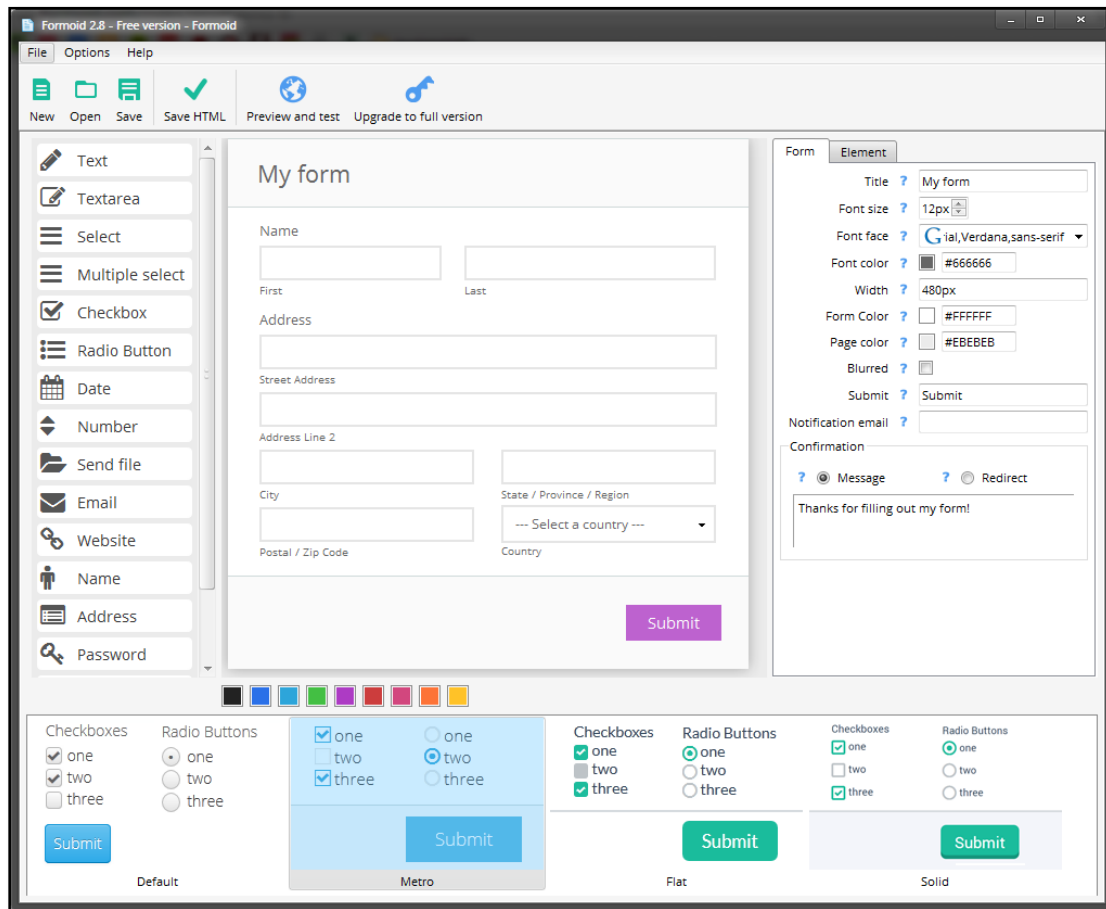 Formoid 2.8 - Free version - Formoid
File Options Help
New Open Save Save HTML Preview and test Upgrade to full version
Text
Textarea
Select
Multiple select
Checkbox
Radio Button
Date
Number
Send file
Email
Website
Name
Address
Password
My form
Name
First Last
Address
Street Address
Address Line 2
City State / Province / Region
--- Select a country ---
Postal / Zip Code Country
Submit
Form Element
Title ? My form
Font size ? 12px
Font face ? G ial,Verdana,sans-serif
Font color ? #666666
Width ? 480px
Form Color ? #FFFFFF
Page color ? #EBEBEB
Blurred ?
Submit ? Submit
Notification email ?
Confirmation
? Message ? Redirect
Thanks for filling out my form!
Checkboxes Radio Buttons
one one
two two
three three
Submit
Default
one one
two two
three three
Submit
Metro
Checkboxes Radio Buttons
one one
two two
three three
Submit
Flat
Checkboxes Radio Buttons
one one
two two
three three
Submit
Solid